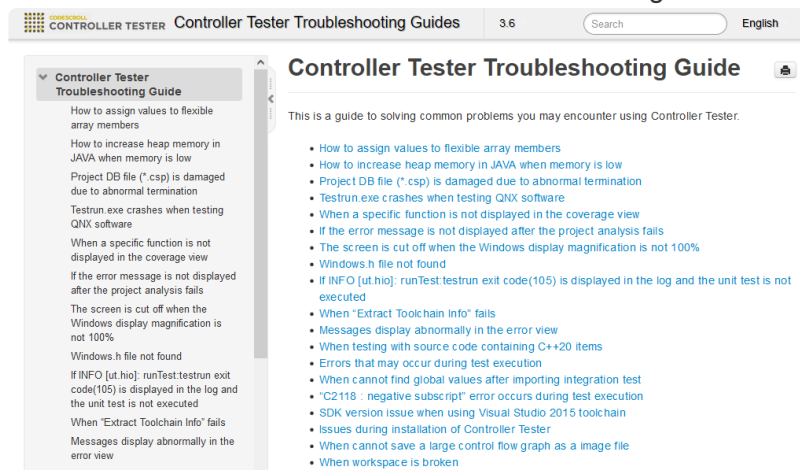 CODESCROLL
CONTROLLER TESTER
Controller Tester Troubleshooting Guides
3.6
Search
English
Controller Tester
Troubleshooting Guide
How to assign values to flexible
array members
How to increase heap memory in
JAVA when memory is low
Project DB file (*.csp) is damaged
due to abnormal termination
Testrun.exe crashes when testing
QNX software
When a specific function is not
displayed in the coverage view
If the error message is not displayed
after the project analysis fails
The screen is cut off when the
Windows display magnification is
not 100%
Windows.h file not found
If INFO [ut.hio]: runTest:testrun exit
code(105) is displayed in the log and
the unit test is not executed
When “Extract Toolchain Info” fails
Messages display abnormally in the
error view
Controller Tester Troubleshooting Guide
This is a guide to solving common problems you may encounter using Controller Tester.
• How to assign values to flexible array members
• How to increase heap memory in JAVA when memory is low
• Project DB file (*.csp) is damaged due to abnormal termination
• Testrun.exe crashes when testing QNX software
• When a specific function is not displayed in the coverage view
• If the error message is not displayed after the project analysis fails
• The screen is cut off when the Windows display magnification is not 100%
• Windows.h file not found
• If INFO [ut.hio]: runTest:testrun exit code(105) is displayed in the log and the unit test is not
executed
• When “Extract Toolchain Info” fails
• Messages display abnormally in the error view
• When testing with source code containing C++20 items
• Errors that may occur during test execution
• When cannot find global values after importing integration test
• “C2118 : negative subscript” error occurs during test execution
• SDK version issue when using Visual Studio 2015 toolchain
• Issues during installation of Controller Tester
• When cannot save a large control flow graph as a image file
• When workspace is broken